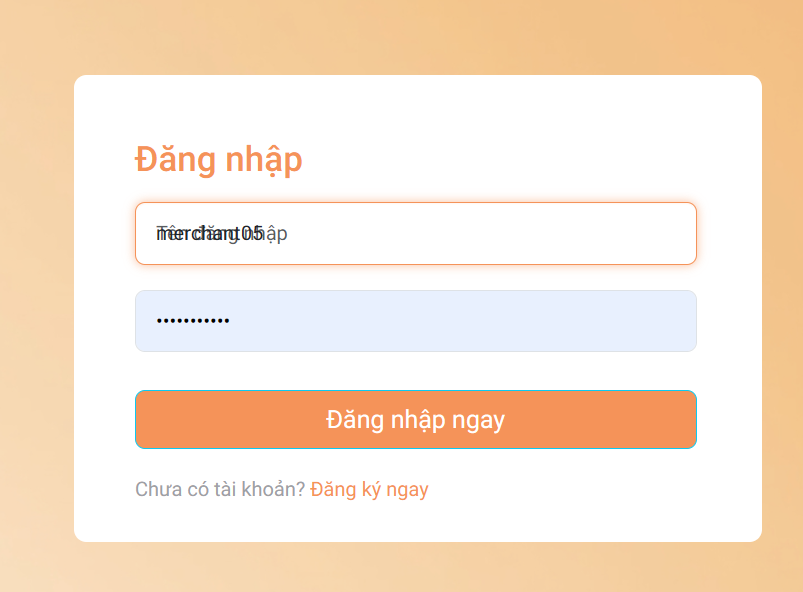 Đăng nhập
merchant05
Tên đăng nhập
•••••••••••
Đăng nhập ngay
Chưa có tài khoản? Đăng ký ngay